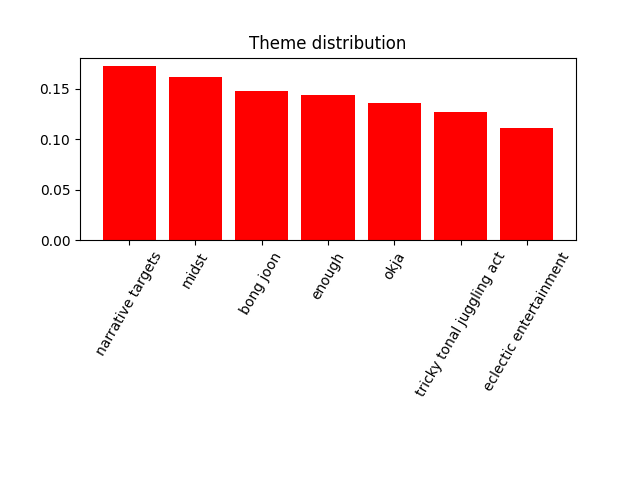 Theme distribution
0.15
0.10
0.05
0.00
narrative targets
midst
bong joon
enough
okja
tricky tonal juggling act
eclectic entertainment